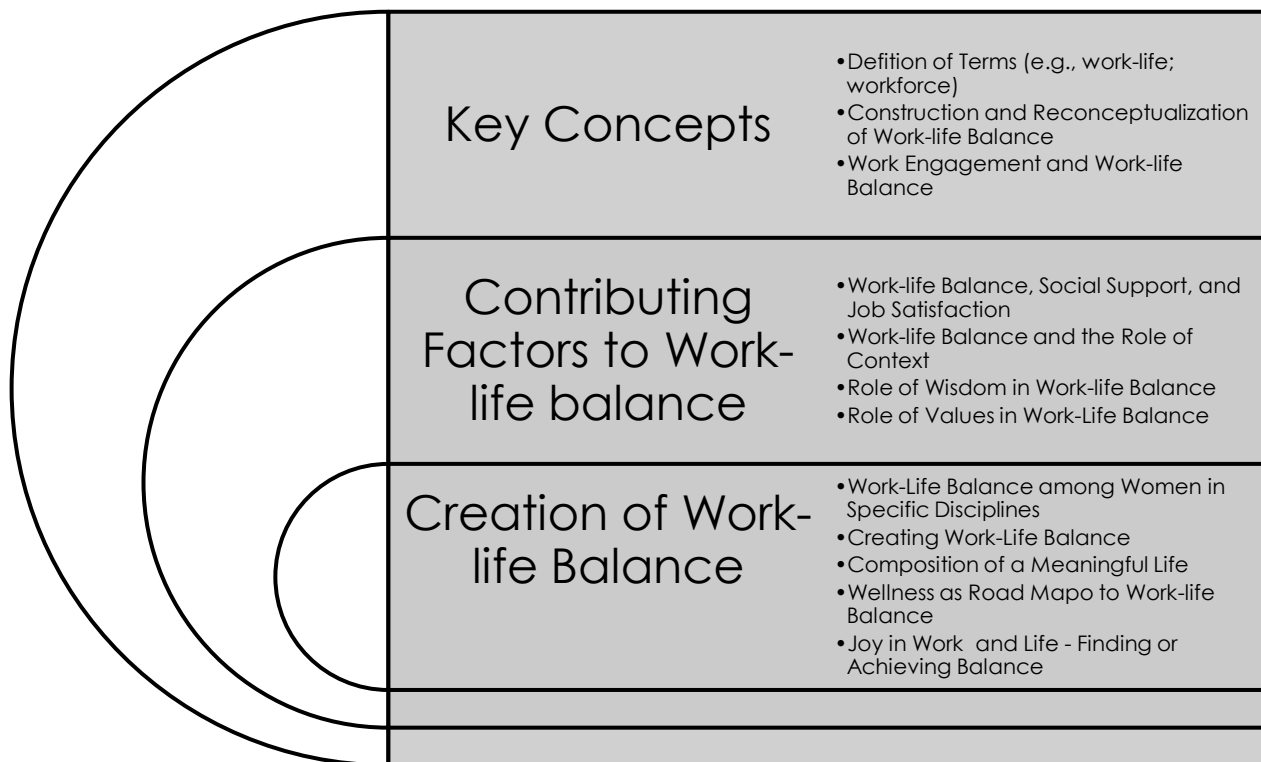 Key Concepts
•Defition of Terms (e.g., work-life;
workforce)
•Construction and Reconceptualization
of Work-life Balance
•Work Engagement and Work-life
Balance
Contributing
Factors to Work-
life balance
•Work-life Balance, Social Support, and
Job Satisfaction
•Work-life Balance and the Role of
Context
•Role of Wisdom in Work-life Balance
•Role of Values in Work-Life Balance
Creation of Work-
life Balance
•Work-Life Balance among Women in
Specific Disciplines
•Creating Work-Life Balance
•Composition of a Meaningful Life
•Wellness as Road Mapo to Work-life
Balance
•Joy in Work and Life - Finding or
Achieving Balance